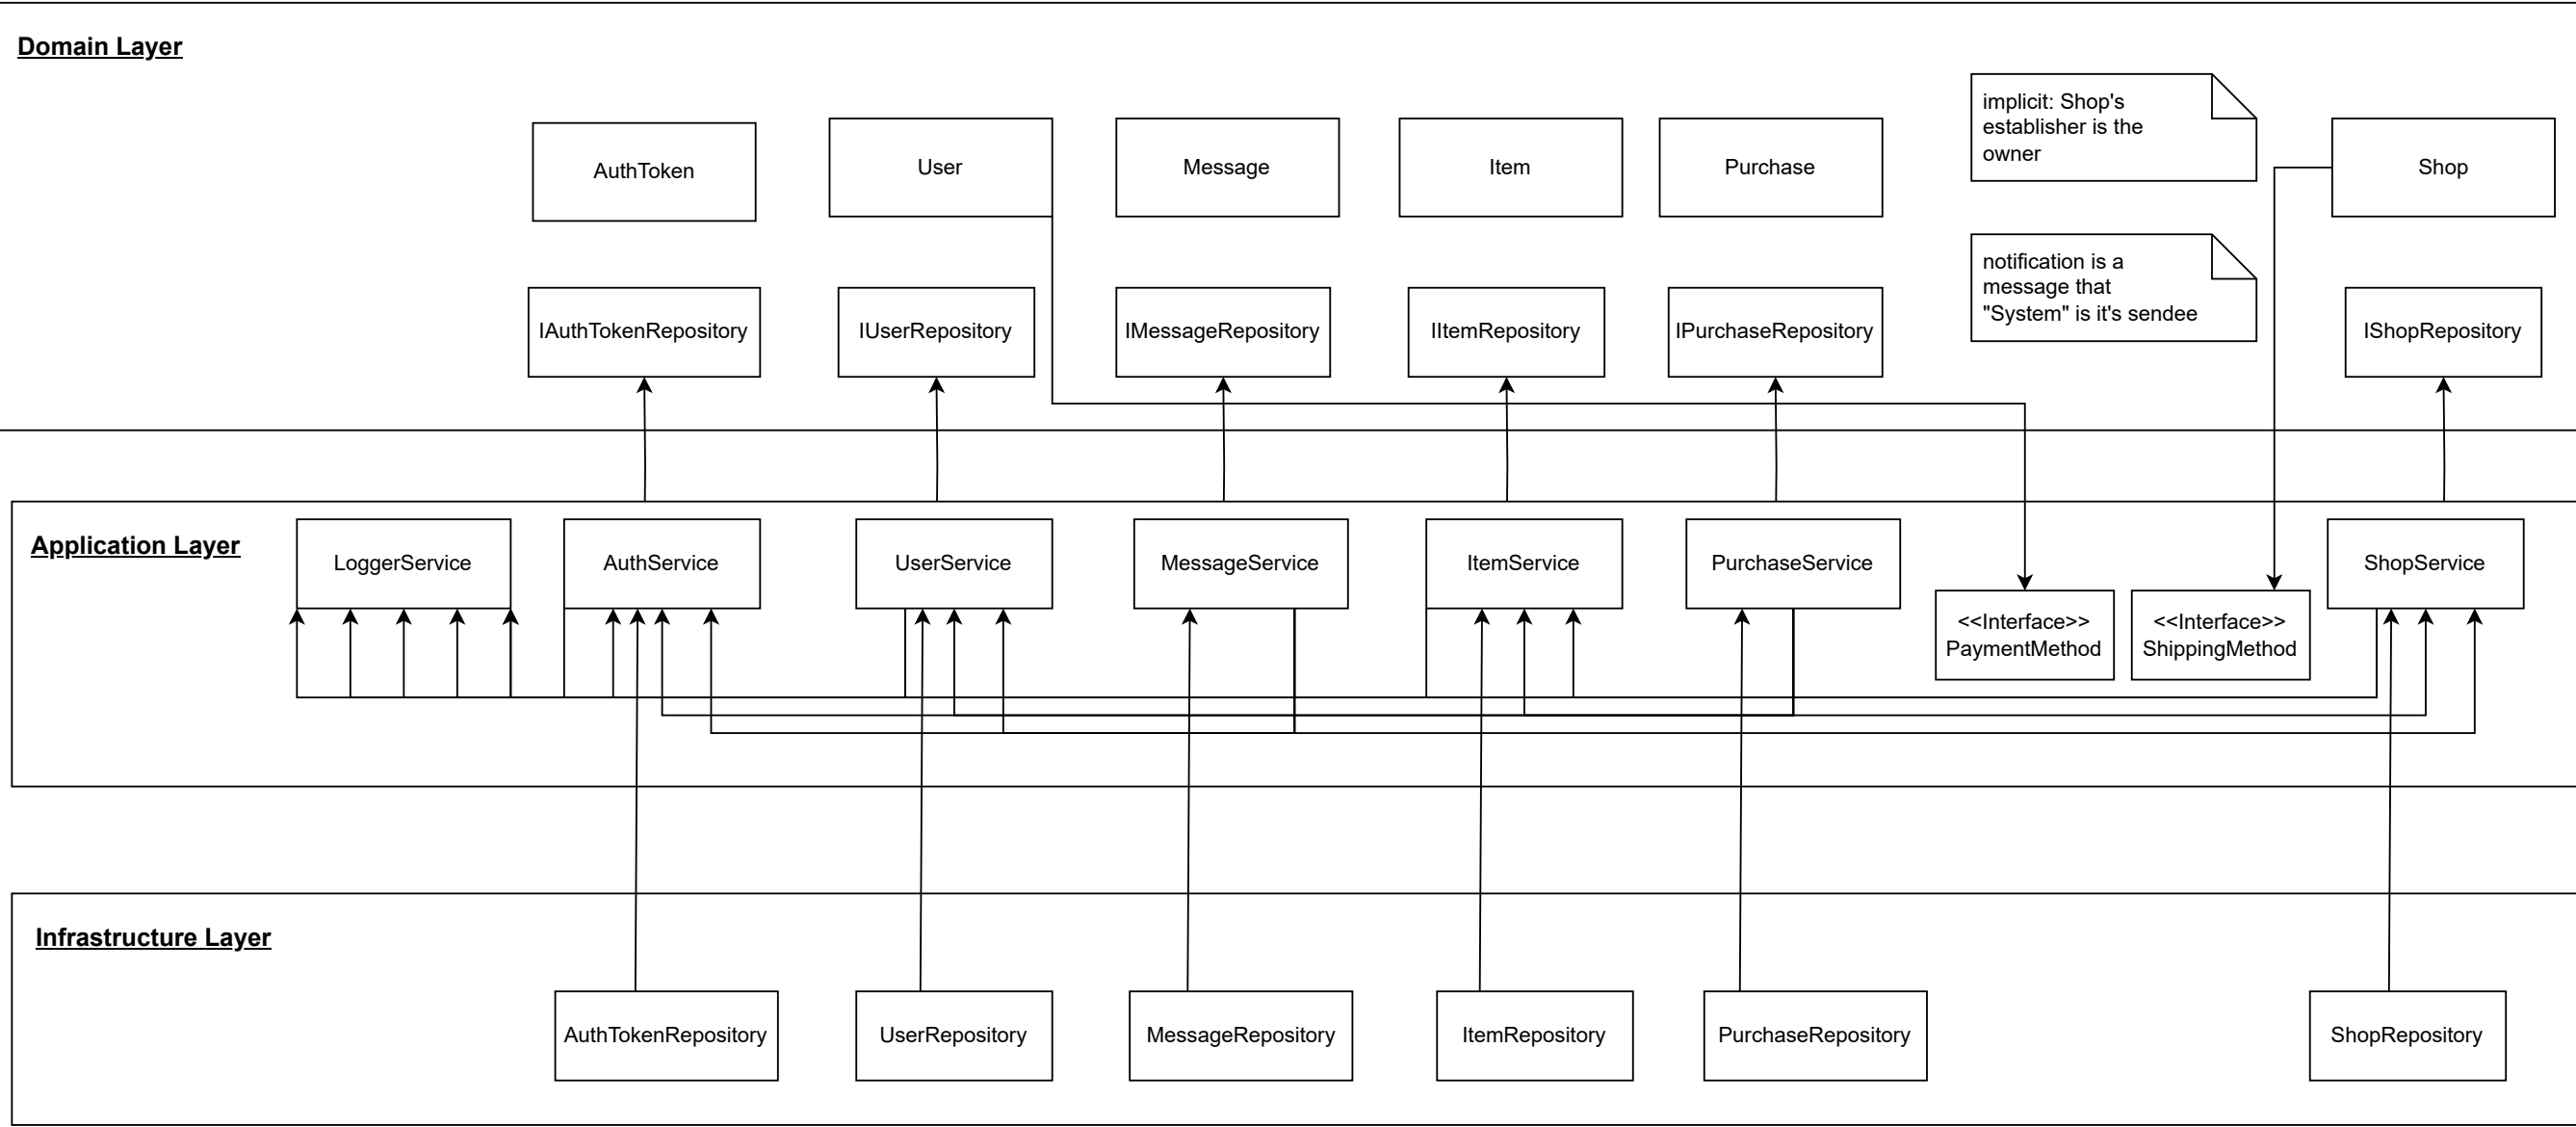 Domain Layer
implicit: Shop's
establisher is the
owner
AuthToken
User
Message
Item
Purchase
Shop
notification is a
message that
"System" is it's sendee
IAuthTokenRepository
IUserRepository
IMessageRepository
IItemRepository
IPurchaseRepository
IShopRepository
Application Layer
LoggerService
AuthService
UserService
MessageService
ItemService
PurchaseService
<<Interface>>
PaymentMethod
<<Interface>>
ShippingMethod
ShopService
Infrastructure Layer
AuthTokenRepository
UserRepository
MessageRepository
ItemRepository
PurchaseRepository
ShopRepository